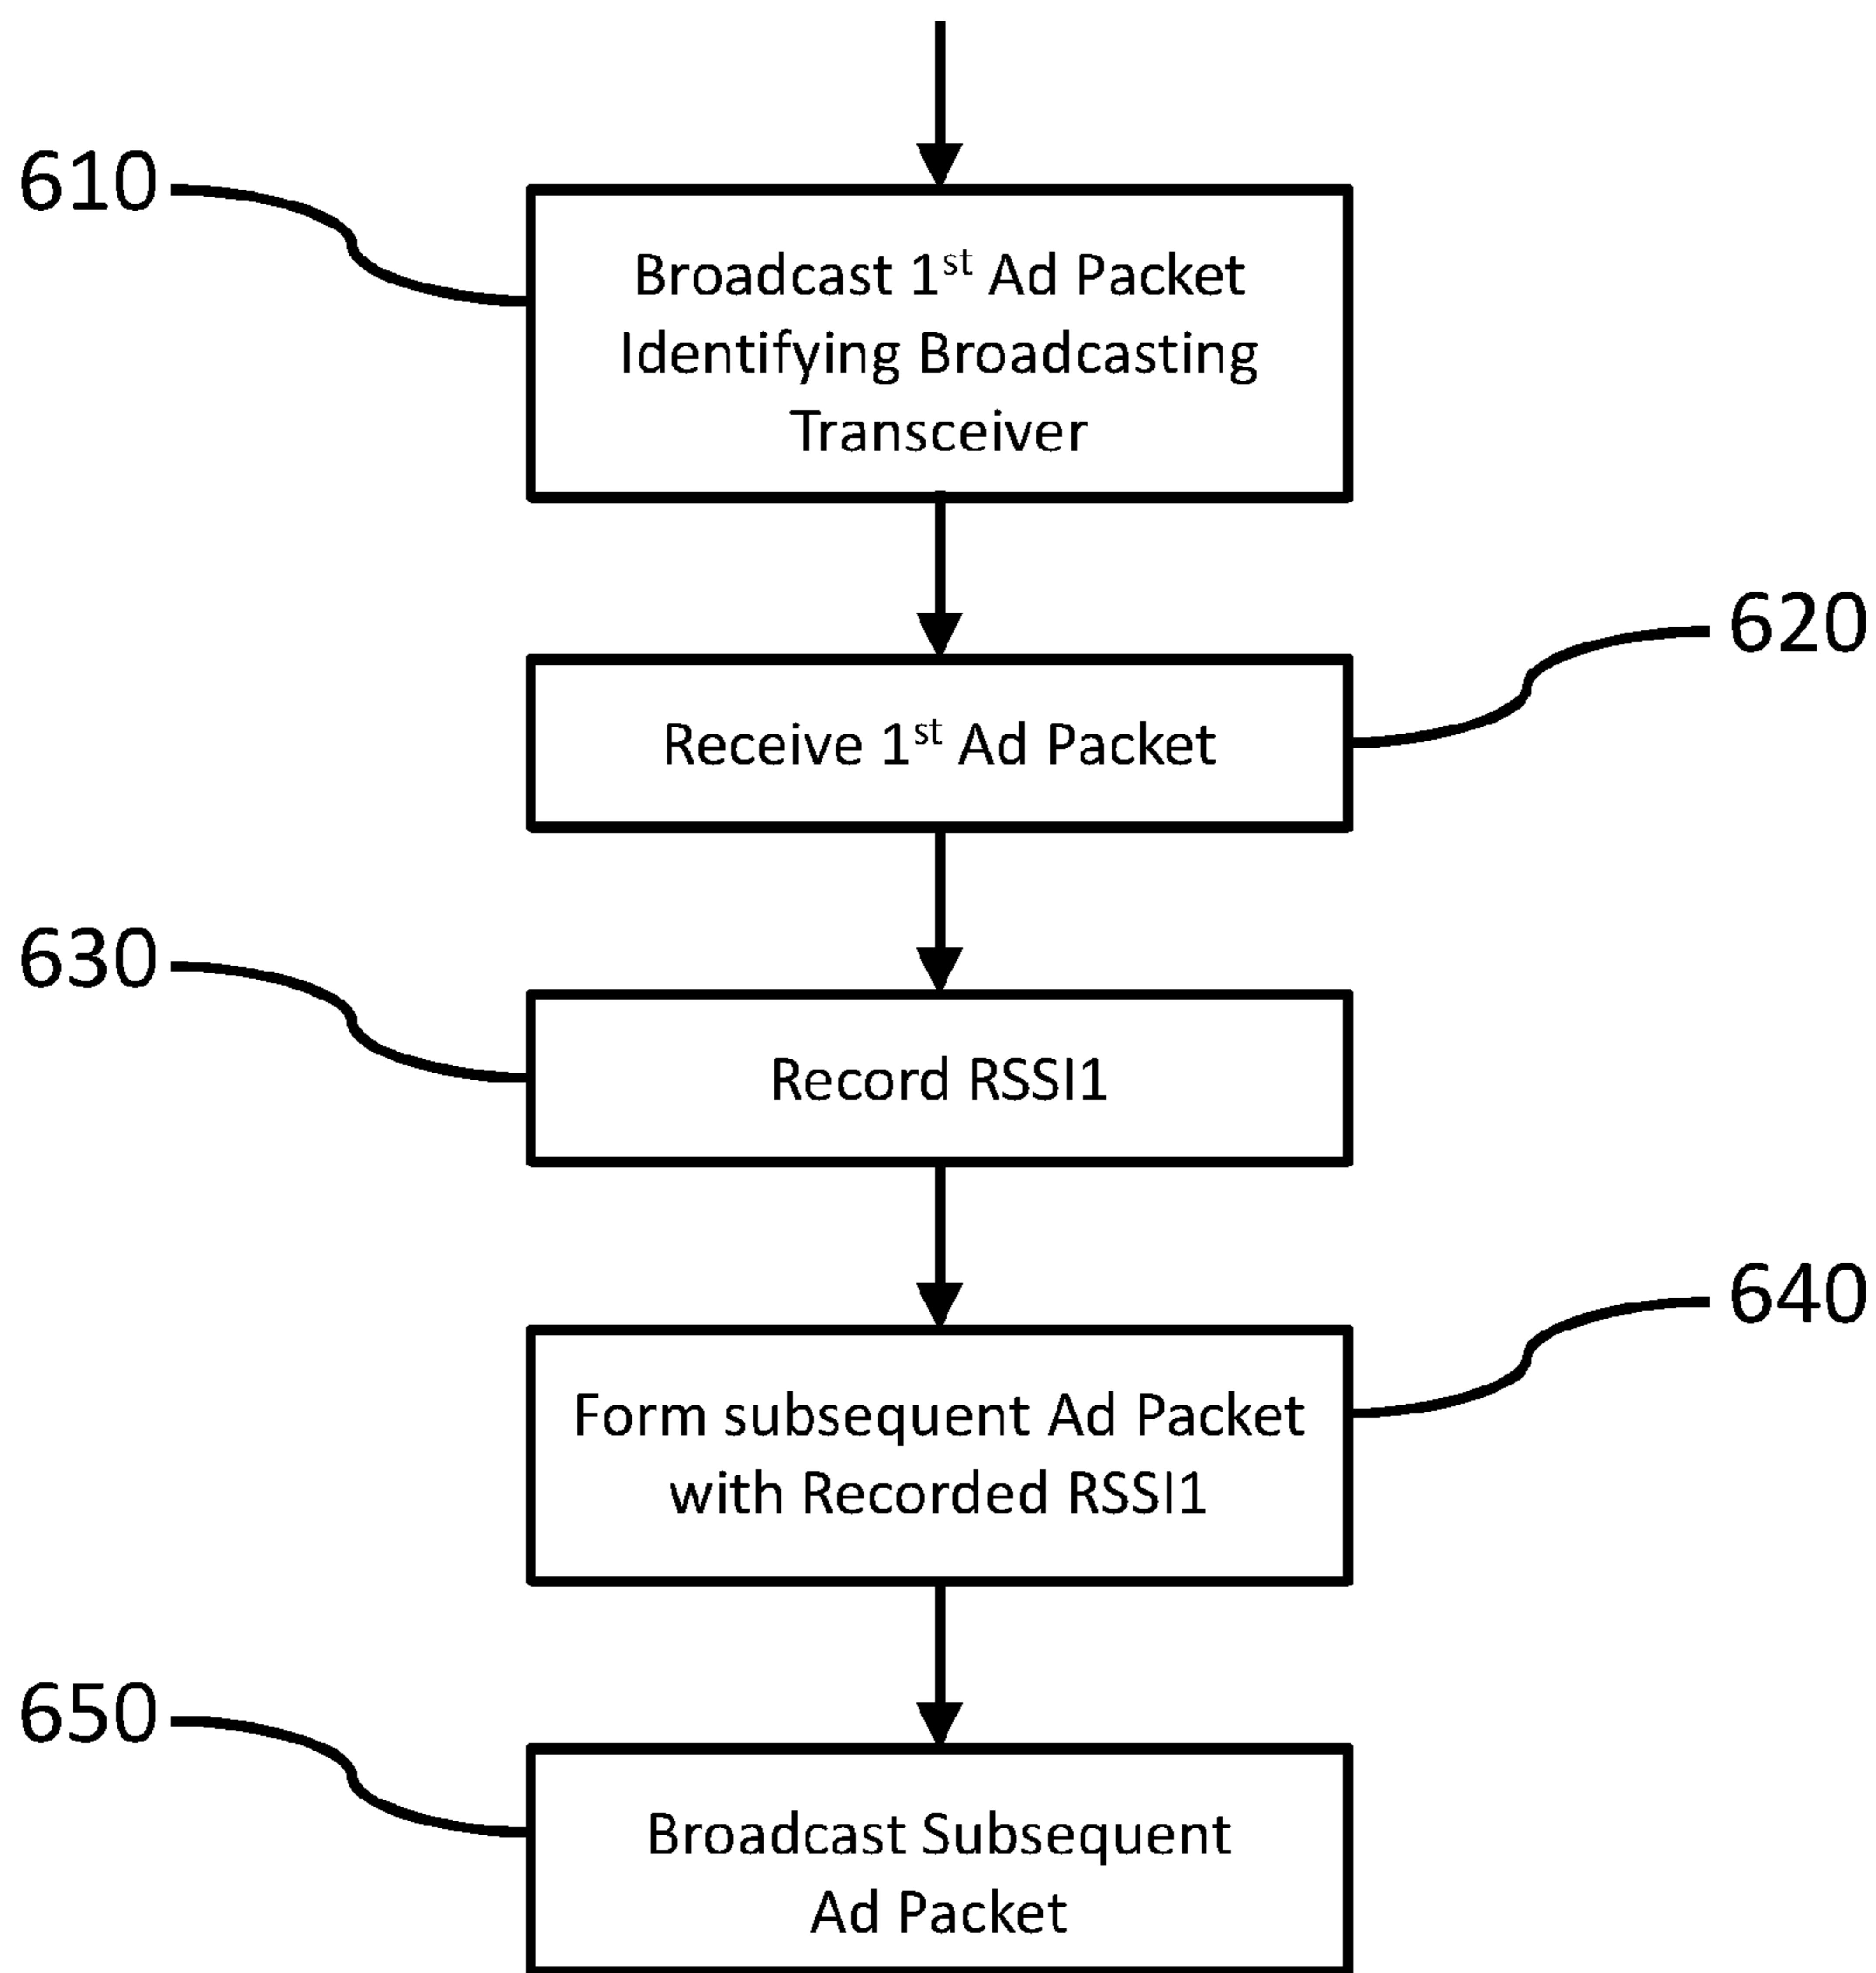 610
Broadcast 1st Ad Packet
Identifying Broadcasting
Transceiver
620
Receive 1st Ad Packet
630
Record RSSI1
640
Form subsequent Ad Packet
with Recorded RSSI1
650
Broadcast Subsequent
Ad Packet